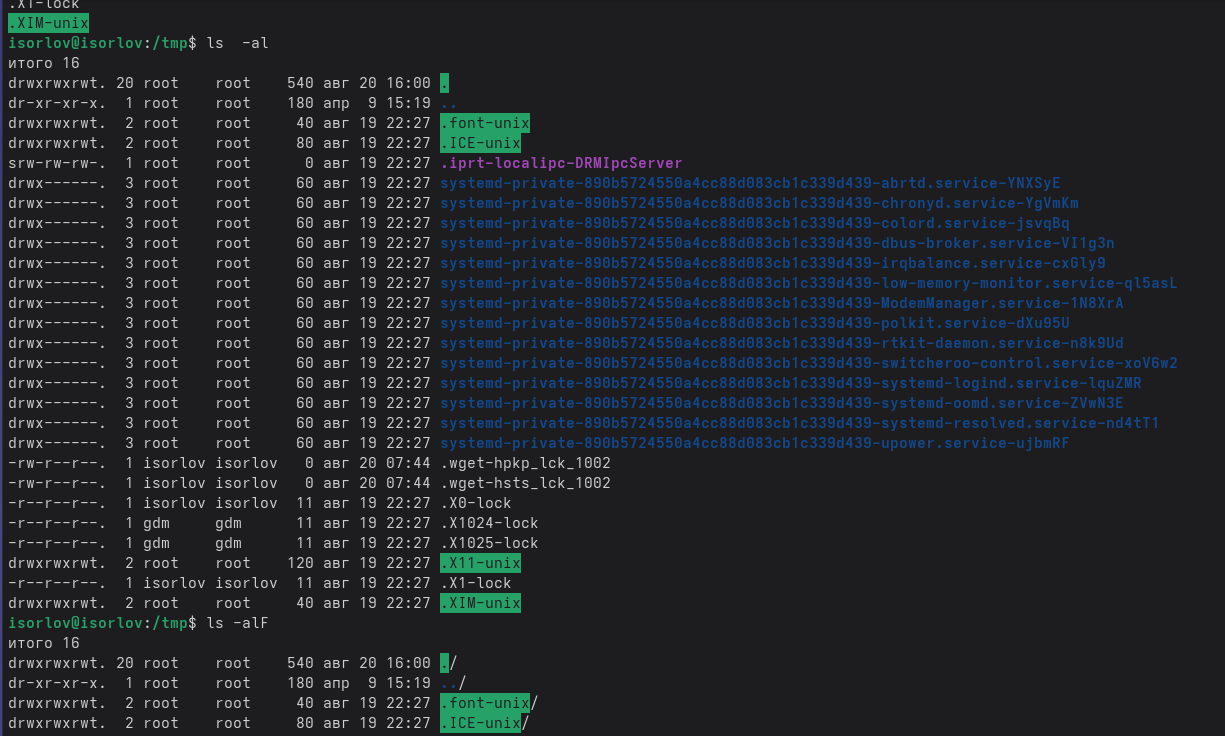 .X1-lock
.XIM-unix
isorlov@isorlov:/tmp$ ls  -al
итого 16
drwxrwxrwt. 20 root    root    540 авг 20 16:00 .
dr-xr-xr-x.  1 root    root    180 апр  9 15:19 ..
drwxrwxrwt.  2 root    root     40 авг 19 22:27 .font-unix
drwxrwxrwt.  2 root    root     80 авг 19 22:27 .ICE-unix
srw-rw-rw-.  1 root    root      0 авг 19 22:27 .iprt-localipc-DRMIpcServer
drwx------.  3 root    root     60 авг 19 22:27 systemd-private-890b5724550a4cc88d083cb1c339d439-abrtd.service-YNXSyE
drwx------.  3 root    root     60 авг 19 22:27 systemd-private-890b5724550a4cc88d083cb1c339d439-chronyd.service-YgVmKm
drwx------.  3 root    root     60 авг 19 22:27 systemd-private-890b5724550a4cc88d083cb1c339d439-colord.service-jsvqBq
drwx------.  3 root    root     60 авг 19 22:27 systemd-private-890b5724550a4cc88d083cb1c339d439-dbus-broker.service-VI1g3n
drwx------.  3 root    root     60 авг 19 22:27 systemd-private-890b5724550a4cc88d083cb1c339d439-irqbalance.service-cxGly9
drwx------.  3 root    root     60 авг 19 22:27 systemd-private-890b5724550a4cc88d083cb1c339d439-low-memory-monitor.service-ql5asL
drwx------.  3 root    root     60 авг 19 22:27 systemd-private-890b5724550a4cc88d083cb1c339d439-ModemManager.service-1N8XrA
drwx------.  3 root    root     60 авг 19 22:27 systemd-private-890b5724550a4cc88d083cb1c339d439-polkit.service-dXu95U
drwx------.  3 root    root     60 авг 19 22:27 systemd-private-890b5724550a4cc88d083cb1c339d439-rtkit-daemon.service-n8k9Ud
drwx------.  3 root    root     60 авг 19 22:27 systemd-private-890b5724550a4cc88d083cb1c339d439-switcheroo-control.service-xoV6w2
drwx------.  3 root    root     60 авг 19 22:27 systemd-private-890b5724550a4cc88d083cb1c339d439-systemd-logind.service-lquZMR
drwx------.  3 root    root     60 авг 19 22:27 systemd-private-890b5724550a4cc88d083cb1c339d439-systemd-oomd.service-ZVwN3E
drwx------.  3 root    root     60 авг 19 22:27 systemd-private-890b5724550a4cc88d083cb1c339d439-systemd-resolved.service-nd4tT1
drwx------.  3 root    root     60 авг 19 22:27 systemd-private-890b5724550a4cc88d083cb1c339d439-upower.service-ujbmRF
-rw-r--r--.  1 isorlov isorlov   0 авг 20 07:44 .wget-hpkp_lck_1002
-rw-r--r--.  1 isorlov isorlov   0 авг 20 07:44 .wget-hsts_lck_1002
-r--r--r--.  1 isorlov isorlov  11 авг 19 22:27 .X0-lock
-r--r--r--.  1 gdm     gdm      11 авг 19 22:27 .X1024-lock
-r--r--r--.  1 gdm     gdm      11 авг 19 22:27 .X1025-lock
drwxrwxrwt.  2 root    root    120 авг 19 22:27 .X11-unix
-r--r--r--.  1 isorlov isorlov  11 авг 19 22:27 .X1-lock
drwxrwxrwt.  2 root    root     40 авг 19 22:27 .XIM-unix
isorlov@isorlov:/tmp$ ls -alF
итого 16
drwxrwxrwt. 20 root    root    540 авг 20 16:00 ./
dr-xr-xr-x.  1 root    root    180 апр  9 15:19 ../
drwxrwxrwt.  2 root    root     40 авг 19 22:27 .font-unix/
drwxrwxrwt.  2 root    root     80 авг 19 22:27 .ICE-unix/